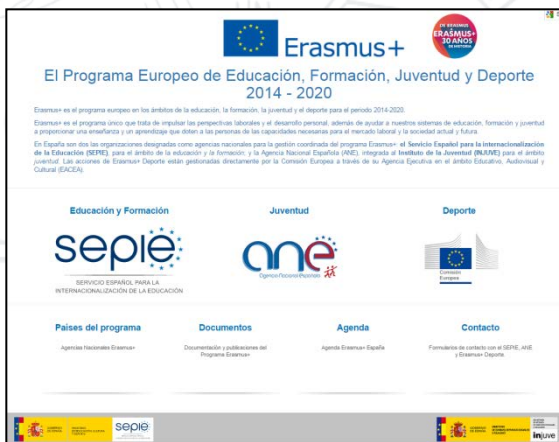 Erasmus+
ERASMUS+
30 AÑOS
El Programa Europeo de Educación, Formación, Juventud y Deporte
2014 - 2020
Erasmus+ es el programa europeo en los ámbitos de la educación, la formación, la juventud y el deporte para el periodo 2014-2020.
Erasmus+ es el programa único que trata de impulsar las perspectivas laborales y el desarrollo personal, además de ayudar a nuestros sistemas de educación, formación y juventud
a proporcionar una enseñanza y un aprendizaje que doten a las personas de las capacidades necesarias para el mercado laboral y la sociedad actual y futura.
En España son dos las organizaciones designadas como agencias nacionales para la gestión coordinada del programa Erasmus+: el Servicio Español para la internacionalización
de la Educación (SEPIE), para el ámbito de la educación y la formación; y la Agencia Nacional Española (ANE), integrada al Instituto de la Juventud (INJUVE) para el ámbito
juventud. Las acciones de Erasmus+ Deporte están gestionadas directamente por la Comisión Europea a través de su Agencia Ejecutiva en el ámbito Educativo, Audiovisual y
Cultural (EACEA).
Educación y Formación
Juventud
Deporte
sepie
SERVICIO ESPAÑOL PARA LA
INTERNACIONALIZACIÓN DE LA EDUCACIÓN
ane
Agencia Nacional Española
Comisión
Europea
Países del programa
Documentos
Agenda
Contacto
Agencias Nacionales Erasmus+
Documentación y publicaciones del
Programa Erasmus+
Agenda Erasmus+ España
Formularios de contacto con el SEPIE, ANE
y Erasmus+ Deporte.
sepie
injuve